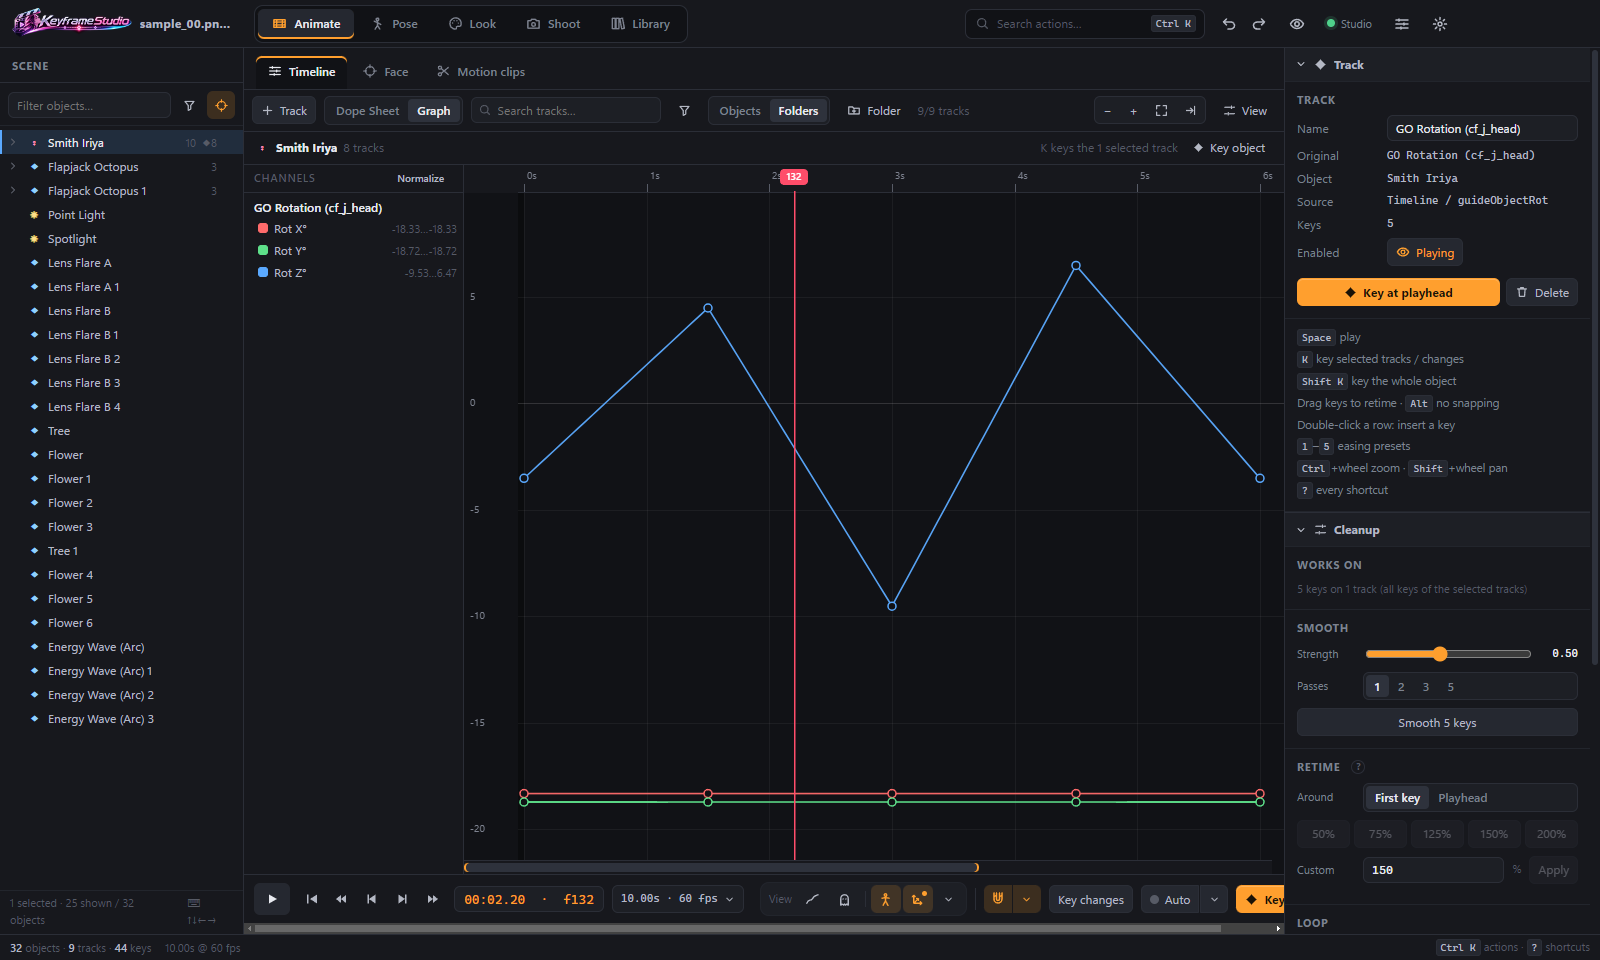 KeyframeStudio
sample_00.pn...
Animate
Pose
Look
Shoot
Library
Search actions...
Ctrl K
Studio
SCENE
Filter objects...
Smith Iriya 10 8
Flapjack Octopus 3
Flapjack Octopus 1 3
Point Light
Spotlight
Lens Flare A
Lens Flare A 1
Lens Flare B
Lens Flare B 1
Lens Flare B 2
Lens Flare B 3
Lens Flare B 4
Tree
Flower
Flower 1
Flower 2
Flower 3
Tree 1
Flower 4
Flower 5
Flower 6
Energy Wave (Arc)
Energy Wave (Arc) 1
Energy Wave (Arc) 2
Energy Wave (Arc) 3
1 selected · 25 shown / 32
objects
↑↓←→
Timeline
Face
Motion clips
+ Track
Dope Sheet
Graph
Search tracks...
Objects
Folders
Folder
9/9 tracks
View
Smith Iriya 8 tracks
K keys the 1 selected track
Key object
CHANNELS
Normalize
GO Rotation (cf_j_head)
Rot X° -18.33...-18.33
Rot Y° -18.72...-18.72
Rot Z° -9.53...6.47
0s
1s
2s
132
3s
4s
5s
6s
5
0
-5
-10
-15
-20
00:02.20 · f132
10.00s · 60 fps
View
Key changes
Auto
Key
Track
TRACK
Name GO Rotation (cf_j_head)
Original GO Rotation (cf_j_head)
Object Smith Iriya
Source Timeline / guideObjectRot
Keys 5
Enabled Playing
Key at playhead
Delete
Space play
K key selected tracks / changes
Shift K key the whole object
Drag keys to retime · Alt no snapping
Double-click a row: insert a key
1 – 5 easing presets
Ctrl +wheel zoom · Shift +wheel pan
? every shortcut
Cleanup
WORKS ON
5 keys on 1 track (all keys of the selected tracks)
SMOOTH
Strength 0.50
Passes 1 2 3 5
Smooth 5 keys
RETIME ?
Around First key Playhead
50% 75% 125% 150% 200%
Custom 150 % Apply
LOOP
32 objects · 9 tracks · 44 keys 10.00s @ 60 fps
Ctrl K actions · ? shortcuts